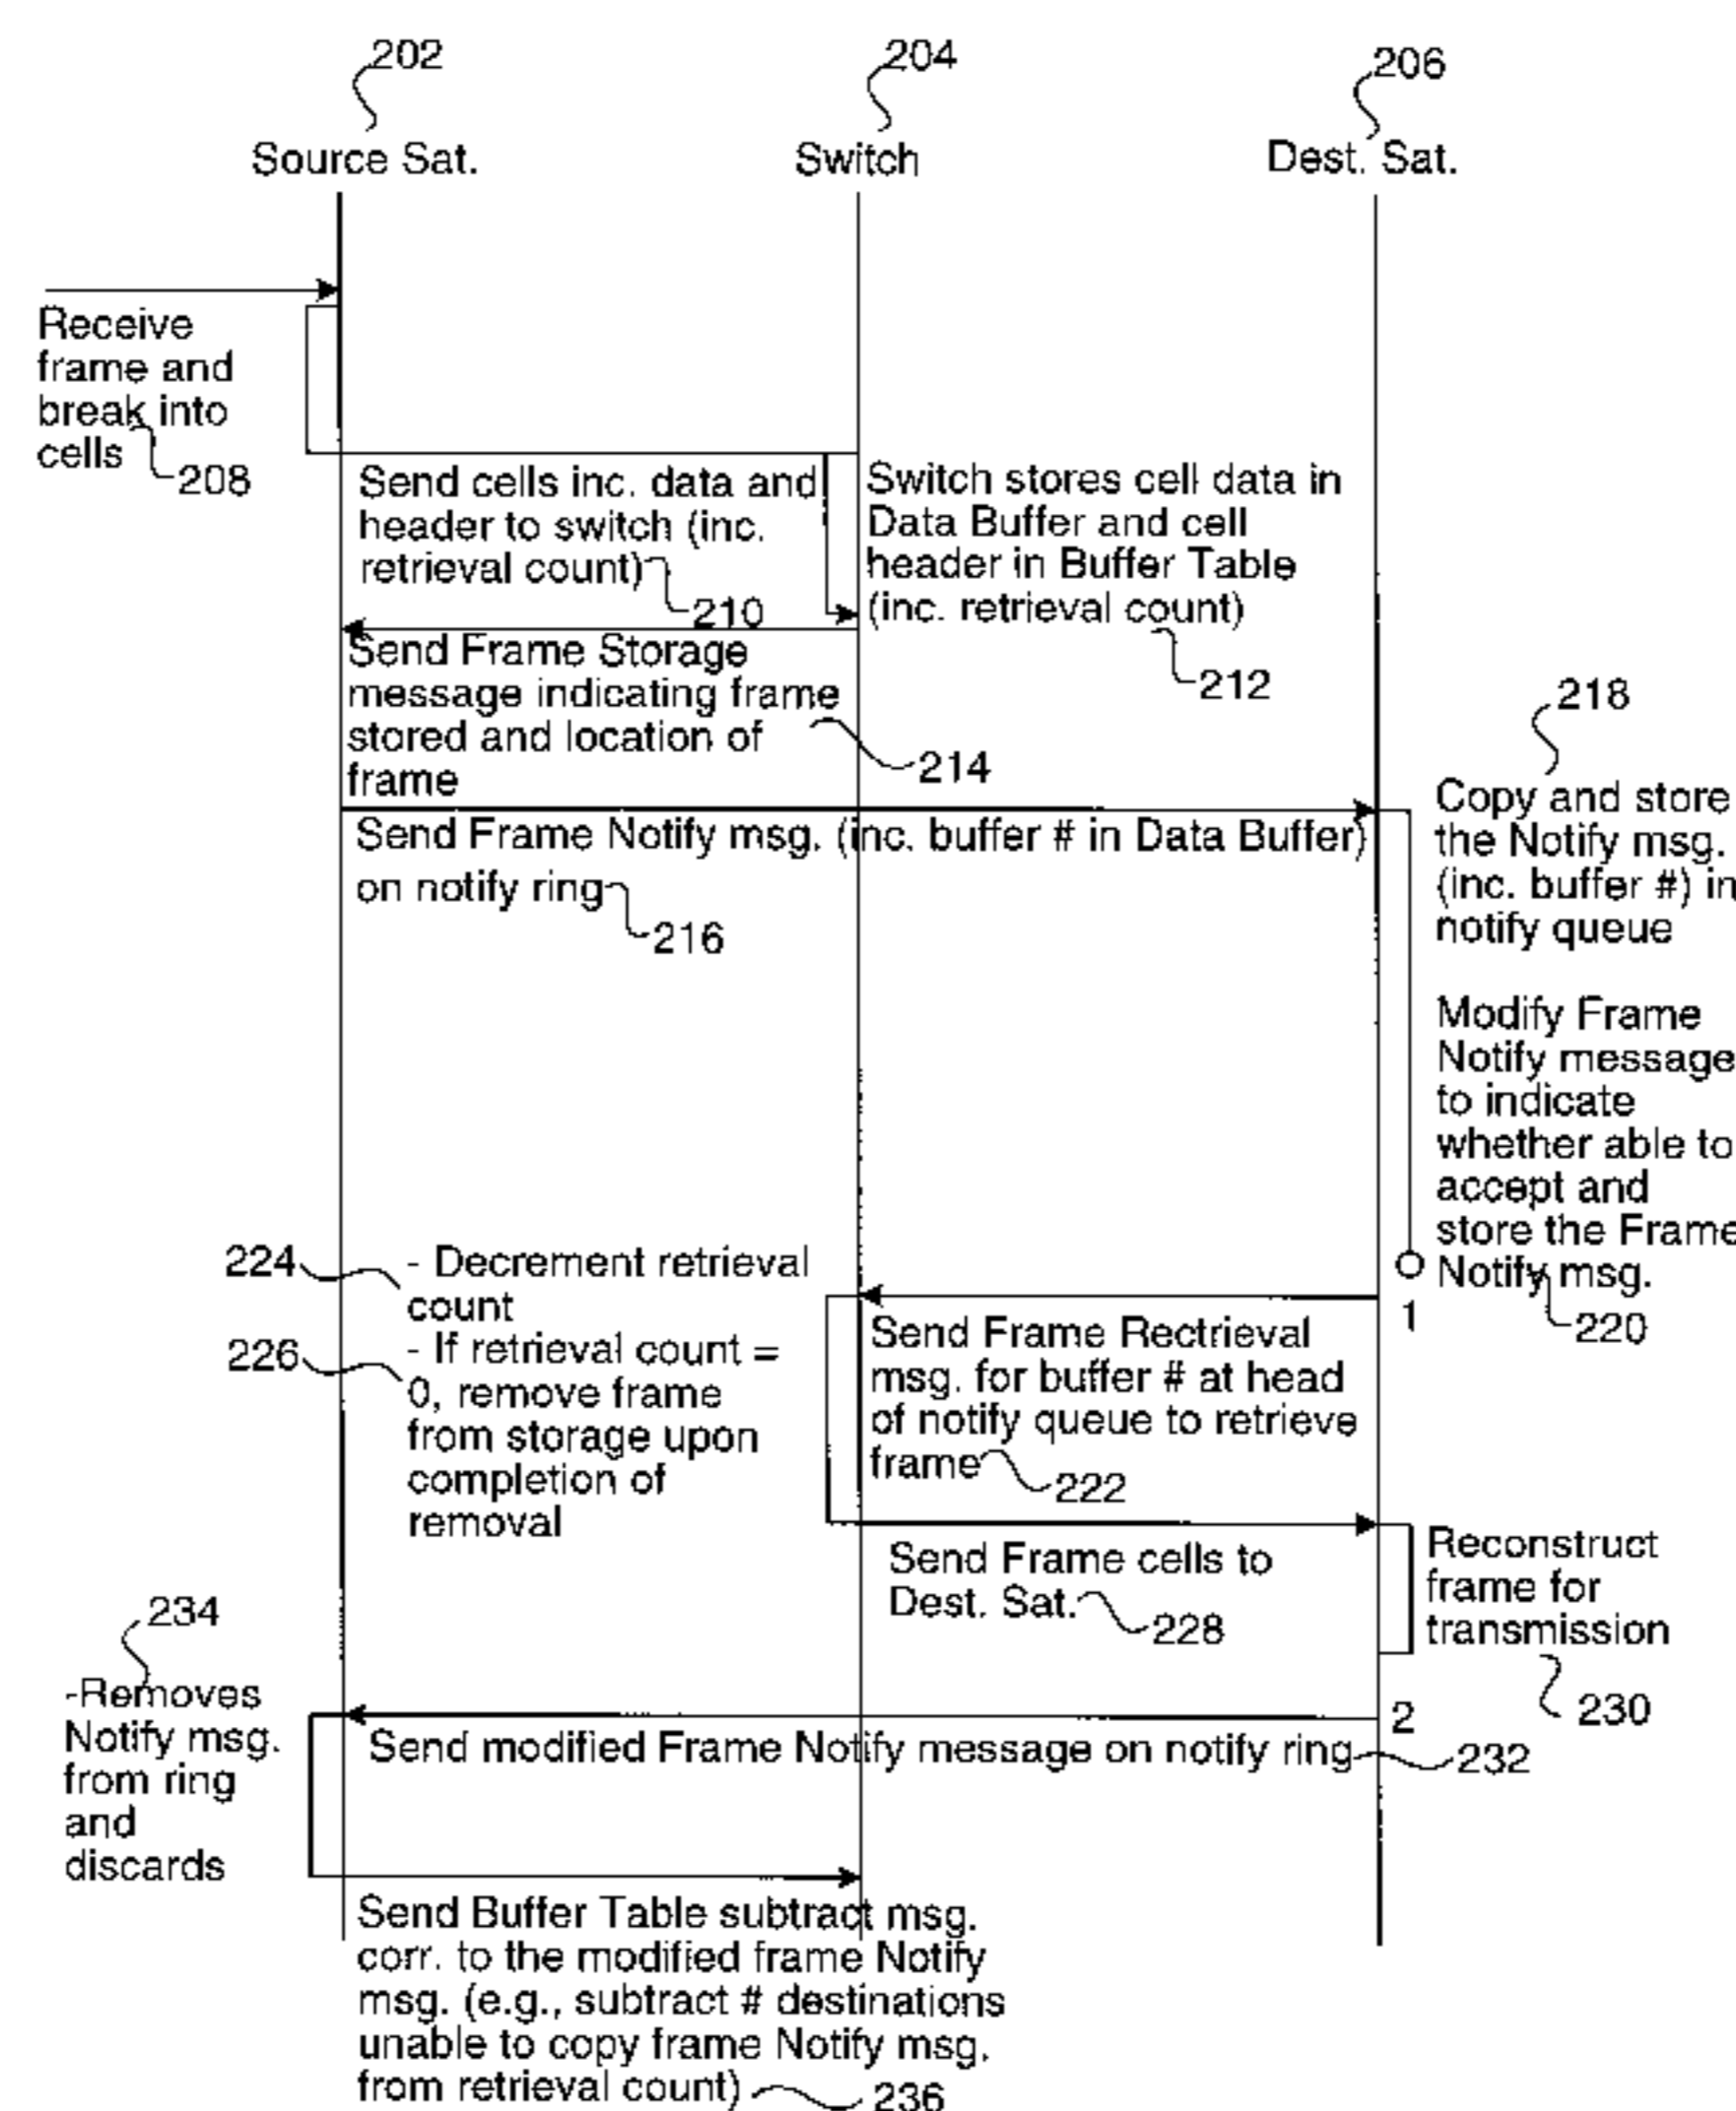 202
204
206
Source Sat.
Switch
Dest. Sat.
Receive
frame and
break into
cells
208
Send cells inc. data and
header to switch (inc.
retrieval count)
210
Switch stores cell data in
Data Buffer and cell
header in Buffer Table
(inc. retrieval count)
212
Send Frame Storage
message indicating frame
stored and location of
frame
214
Send Frame Notify msg. (inc. buffer # in Data Buffer)
on notify ring
216
218
Copy and store
the Notify msg.
(inc. buffer #) in
notify queue
Modify Frame
Notify message
to indicate
whether able to
accept and
store the Frame
Notify msg.
220
1
224
- Decrement retrieval
count
226
- If retrieval count =
0, remove frame
from storage upon
completion of
removal
Send Frame Rectrieval
msg. for buffer # at head
of notify queue to retrieve
frame
222
Send Frame cells to
Dest. Sat.
228
Reconstruct
frame for
transmission
230
234
-Removes
Notify msg.
from ring
and
discards
2
Send modified Frame Notify message on notify ring
232
Send Buffer Table subtract msg.
corr. to the modified frame Notify
msg. (e.g., subtract # destinations
unable to copy frame Notify msg.
from retrieval count)
236